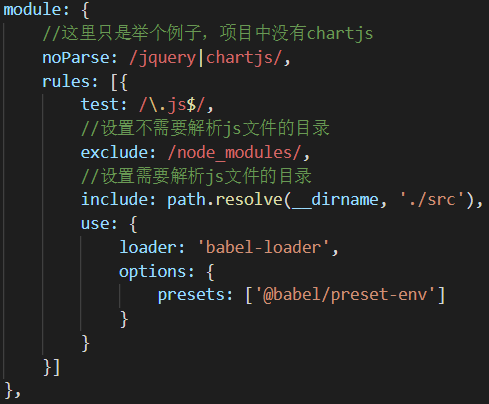 module: {
    //这里只是举个例子，项目中没有chartjs
    noParse: /jquery|chartjs/,
    rules: [{
        test: /\.js$/,
        //设置不需要解析js文件的目录
        exclude: /node_modules/,
        //设置需要解析js文件的目录
        include: path.resolve(__dirname, './src'),
        use: {
            loader: 'babel-loader',
            options: {
                presets: ['@babel/preset-env']
            }
        }
    }]
},